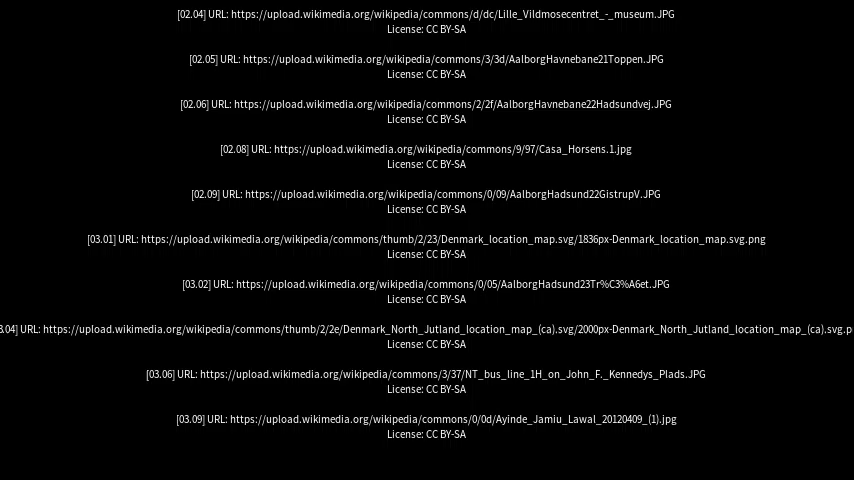 [02.04] URL: https://upload.wikimedia.org/wikipedia/commons/d/dc/Lille_Vildmosecentret_-_museum.JPG
License: CC BY-SA
[02.05] URL: https://upload.wikimedia.org/wikipedia/commons/3/3d/AalborgHavnebane21Toppen.JPG
License: CC BY-SA
[02.06] URL: https://upload.wikimedia.org/wikipedia/commons/2/2f/AalborgHavnebane22Hadsundvej.JPG
License: CC BY-SA
[02.08] URL: https://upload.wikimedia.org/wikipedia/commons/9/97/Casa_Horsens.1.jpg
License: CC BY-SA
[02.09] URL: https://upload.wikimedia.org/wikipedia/commons/0/09/AalborgHadsund22GistrupV.JPG
License: CC BY-SA
[03.01] URL: https://upload.wikimedia.org/wikipedia/commons/thumb/2/23/Denmark_location_map.svg/1836px-Denmark_location_map.svg.png
License: CC BY-SA
[03.02] URL: https://upload.wikimedia.org/wikipedia/commons/0/05/AalborgHadsund23Tr%C3%A6et.JPG
License: CC BY-SA
3.04] URL: https://upload.wikimedia.org/wikipedia/commons/thumb/2/2e/Denmark_North_Jutland_location_map_(ca).svg/2000px-Denmark_North_Jutland_location_map_(ca).svg.p
License: CC BY-SA
[03.06] URL: https://upload.wikimedia.org/wikipedia/commons/3/37/NT_bus_line_1H_on_John_F._Kennedys_Plads.JPG
License: CC BY-SA
[03.09] URL: https://upload.wikimedia.org/wikipedia/commons/0/0d/Ayinde_Jamiu_Lawal_20120409_(1).jpg
License: CC BY-SA